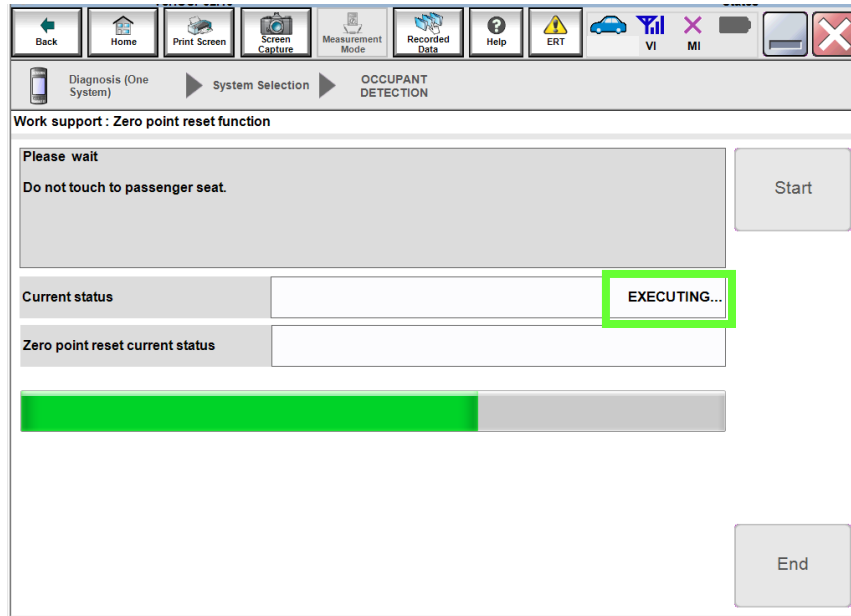 Back
Home
Print Screen
Screen
Capture
Measurement
Mode
Recorded
Data
Help
ERT
VI
MI
Diagnosis (One
System)
System Selection
OCCUPANT
DETECTION
Work support : Zero point reset function
Please wait
Do not touch to passenger seat.
Start
Current status
EXECUTING...
Zero point reset current status
End